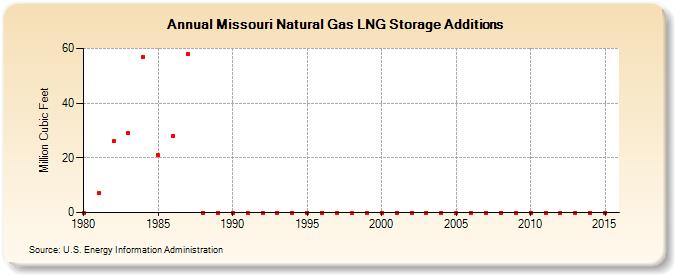 Annual Missouri Natural Gas LNG Storage Additions
Million Cubic Feet
60
40
20
0
1980 1985 1990 1995 2000 2005 2010 2015
Source: U.S. Energy Information Administration